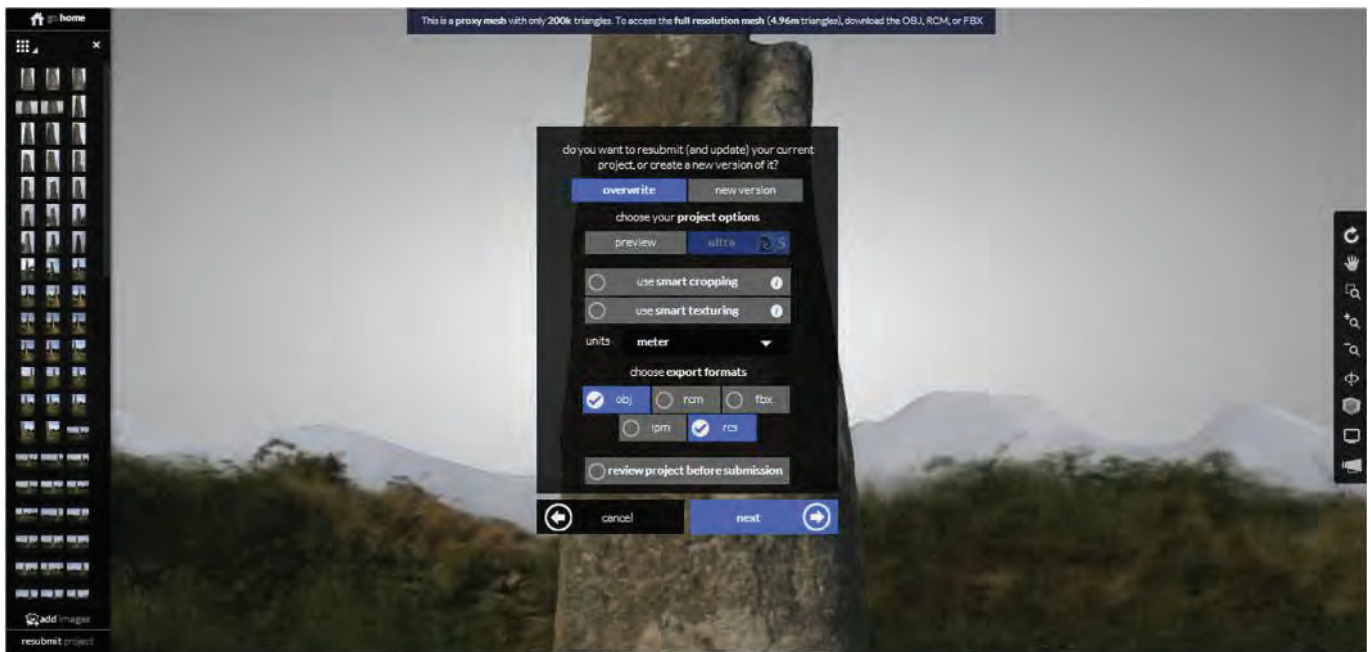 go home
This is a proxy mesh with only 200k triangles. To access the full resolution mesh (4.96m triangles), download the OBJ, RCM, or FBX
do you want to resubmit (and update) your current
project, or create a new version of it?
overwrite
new version
choose your project options
preview
ultra
5
use smart cropping
use smart texturing
units
meter
choose export formats
obj
rcm
fbx
ipm
rcs
review project before submission
cancel
next
add images
resubmit project